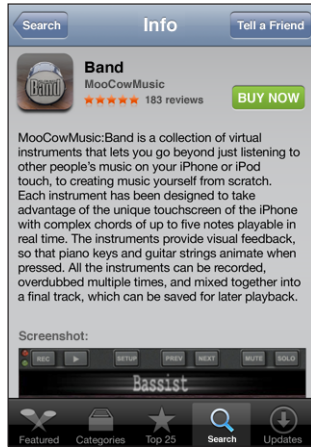 Search
Info
Tell a Friend
Band
Band
MooCowMusic
183 reviews
BUY NOW
MooCowMusic:Band is a collection of virtual
instruments that lets you go beyond just listening to
other people's music on your iPhone or iPod
touch, to creating music yourself from scratch.
Each instrument has been designed to take
advantage of the unique touchscreen of the iPhone
with complex chords of up to five notes playable in
real time. The instruments provide visual feedback,
so that piano keys and guitar strings animate when
pressed. All the instruments can be recorded,
overdubbed multiple times, and mixed together into
a final track, which can be saved for later playback.
Screenshot:
REC SETUP PREV NEXT MUTE SOLO
Bassist
Featured Categories Top 25 Search Updates